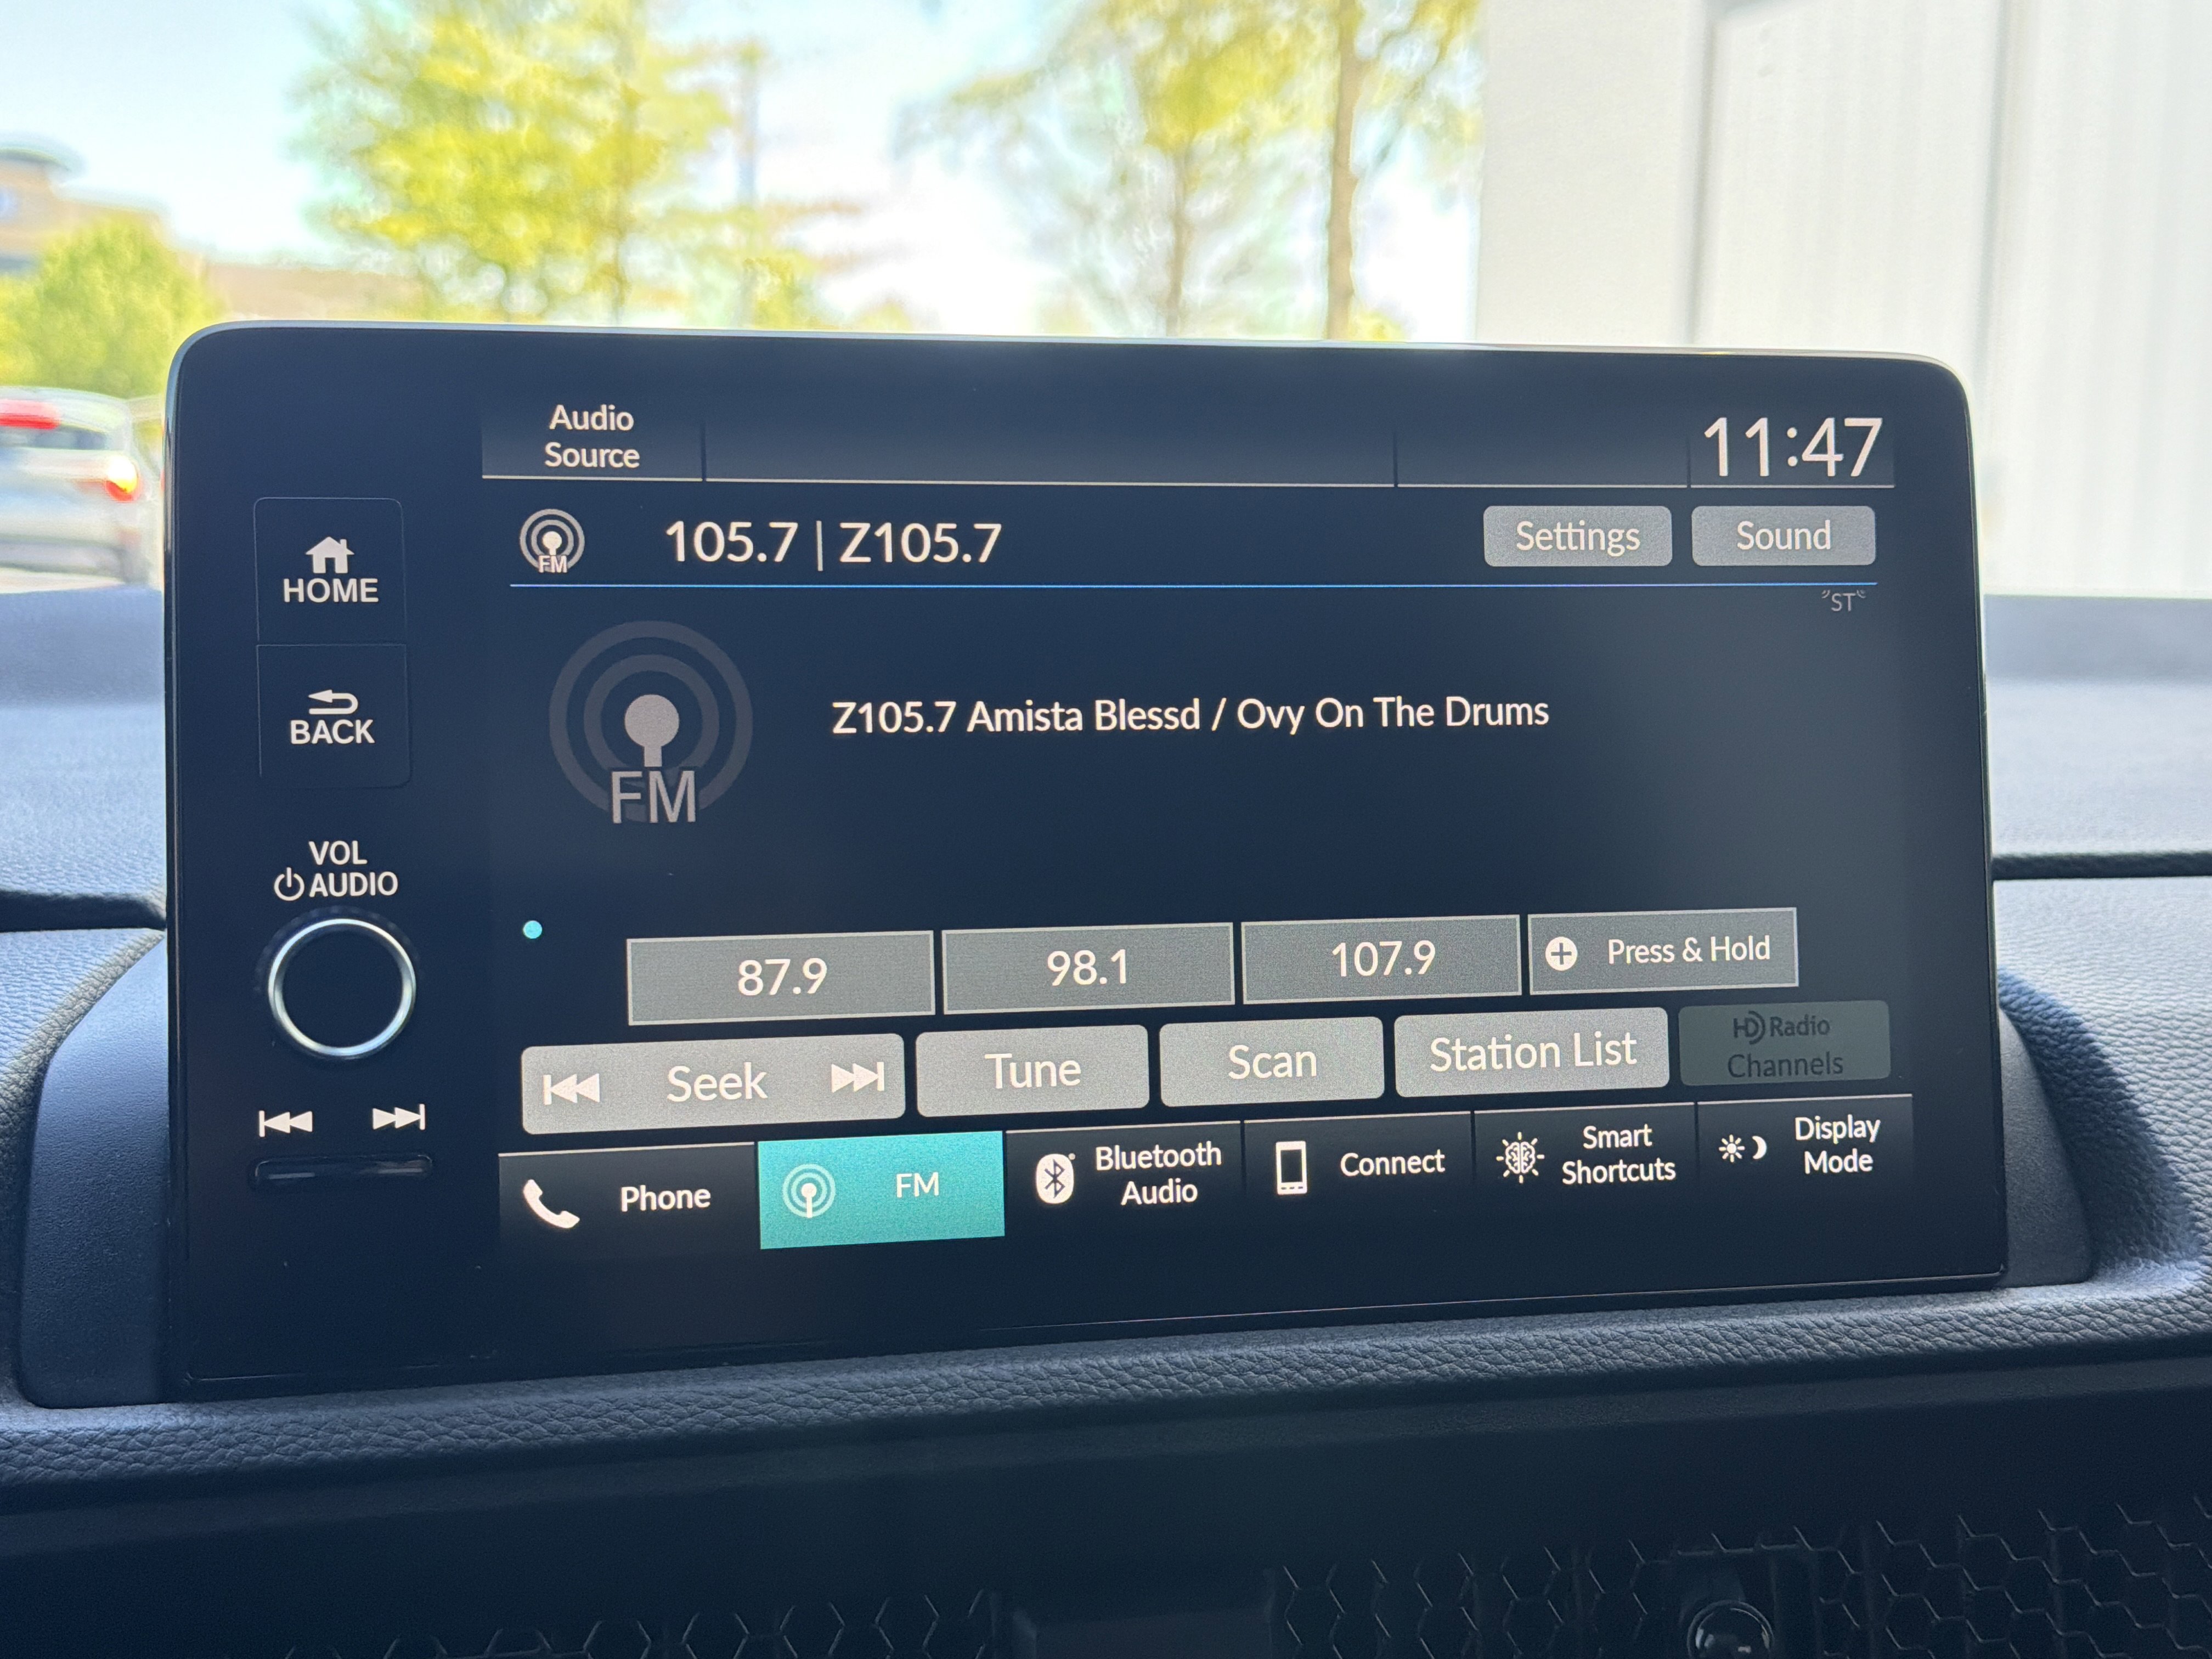 Audio
Source
11:47
FM
105.7 | Z105.7
Settings
Sound
ST
HOME
BACK
FM
Z105.7 Amista Blessd / Ovy On The Drums
VOL
AUDIO
87.9
98.1
107.9
Press & Hold
Seek
Tune
Scan
Station List
HD Radio
Channels
Phone
FM
Bluetooth
Audio
Connect
Smart
Shortcuts
Display
Mode